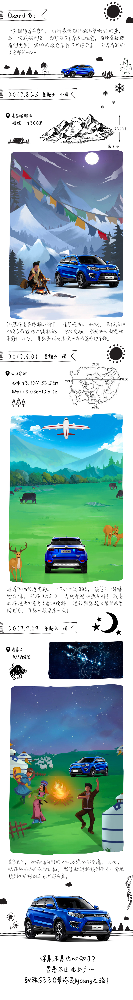 Dear小白：
一直期待着有勇气，无所畏惧的体验未曾做过的事，
这一次我做到了，也印证了青春不止眼前，有胆量就能
看到更多！缤纷的旅行怎能不与你分享，来看看我的
青春印记吧～
2017.8.25 星期五 小雪
喜马拉雅山
海拔：4300米
7350米
海平面
驭胜S330
驰骋在喜马拉雅山脚下，接受洗礼。此刻，最high的
地方与最辣的火锅相配！冰火交融，我的内心却无比
平静！小白，真想和你分享这一片喧嚣外的宁静。
2017.9.01 星期五 晴
大兴安岭
北纬 43.42N-52.58N
东经118.06E-123.1E
52.58
123.1
118.06
43.42
追着飞机极速奔跑，一不小心迷了路，误闯入一片绿
野仙踪，却在日出之上，看到升起的热气球！我喜
欢在迷失中看见青春的模样！这让我想起大学里的冒
险时光，真想一起再来一次！
2017.9.09 星期六 晴
内蒙古
金牛座星空
星空之下，跳跃着年轻的心以及躁动的灵魂。文化，
以舞动的方式在此交融！我想就这样旋转下去…并把
旋转中的闪烁之光与你分享。
驭胜S330
你是不是也心动了？
青春不止北上广～
驭胜S330带你别young之旅！